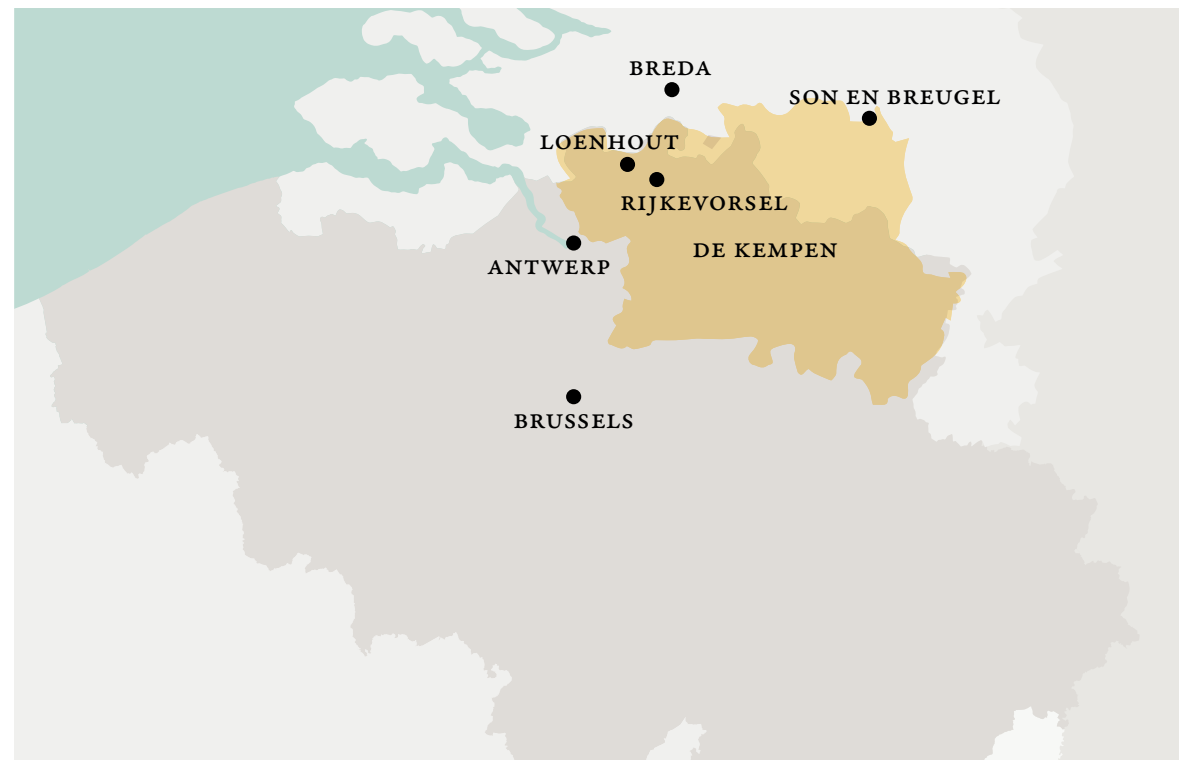 BREDA
SON EN BREUGEL
LOENHOUT
RIJKEVORSEL
DE KEMPEN
ANTWERP
BRUSSELS